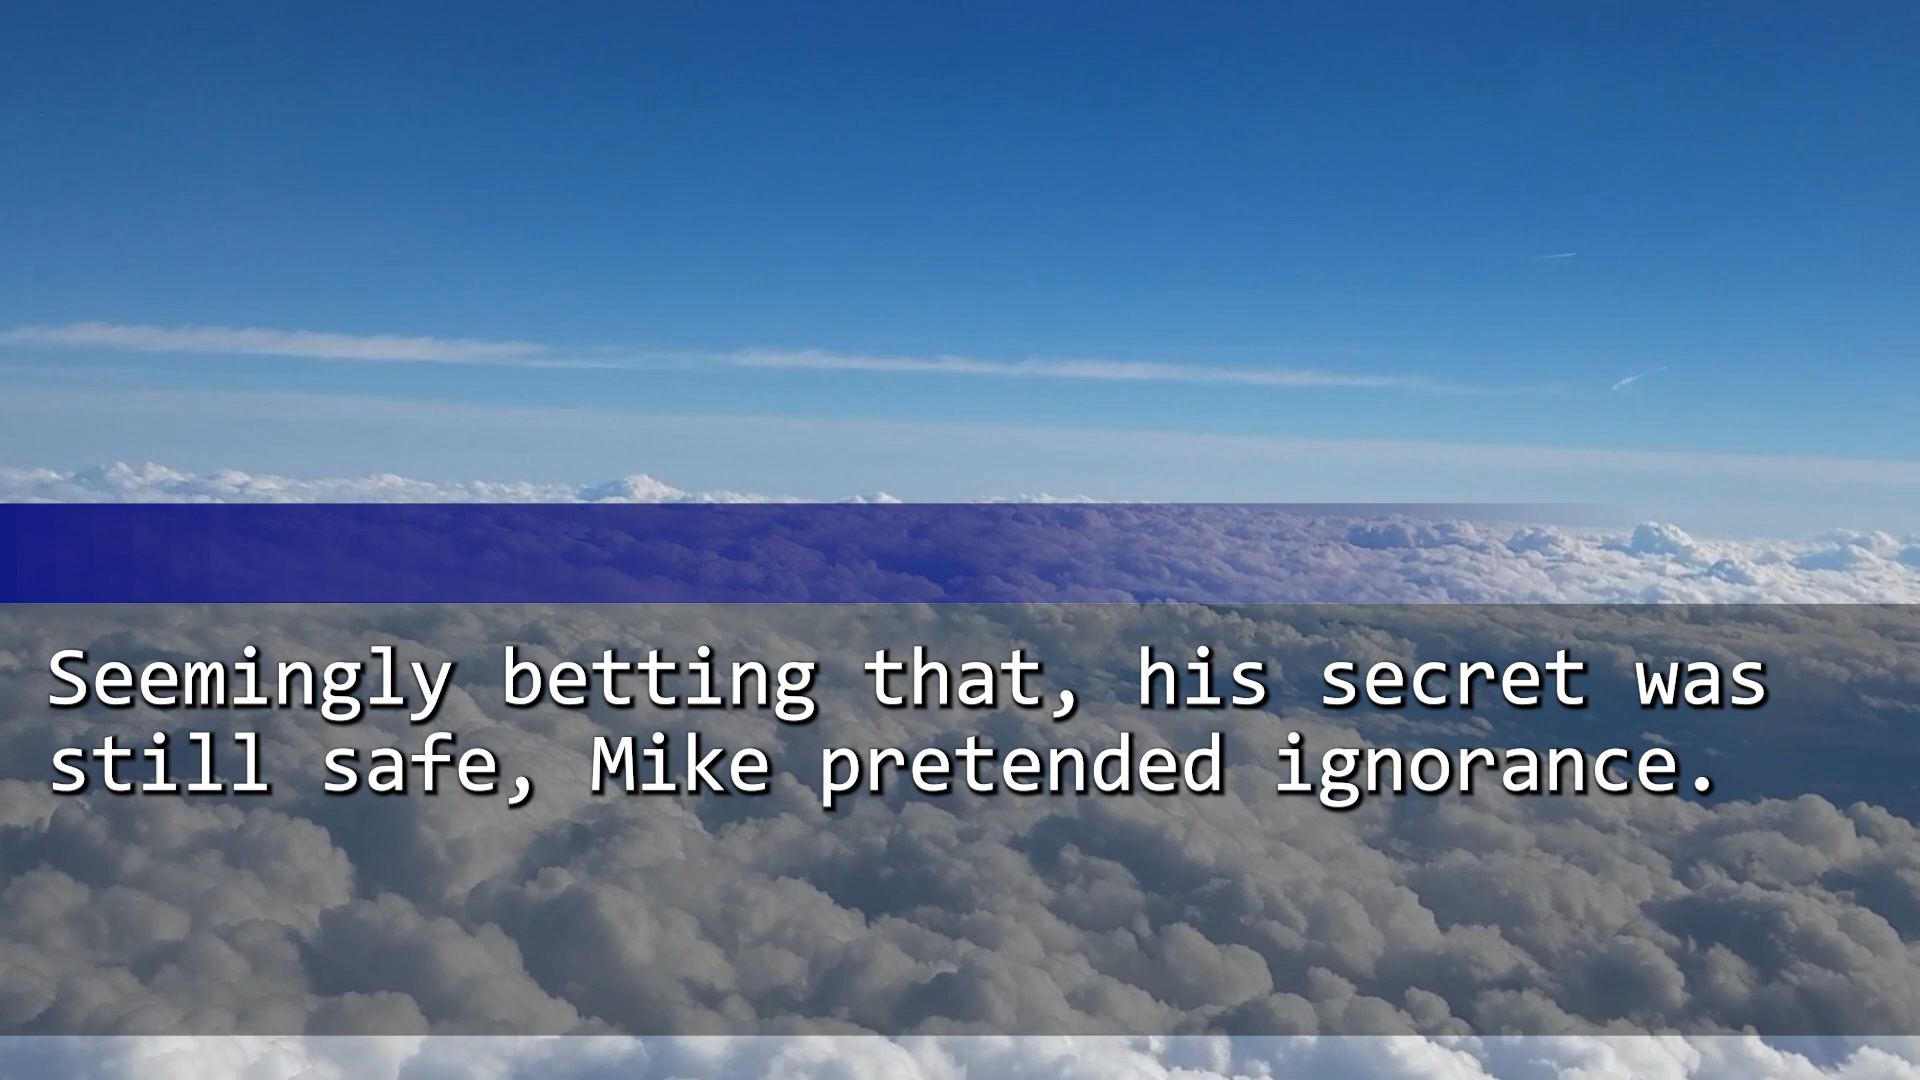 Seemingly betting that, his secret was
still safe, Mike pretended ignorance.